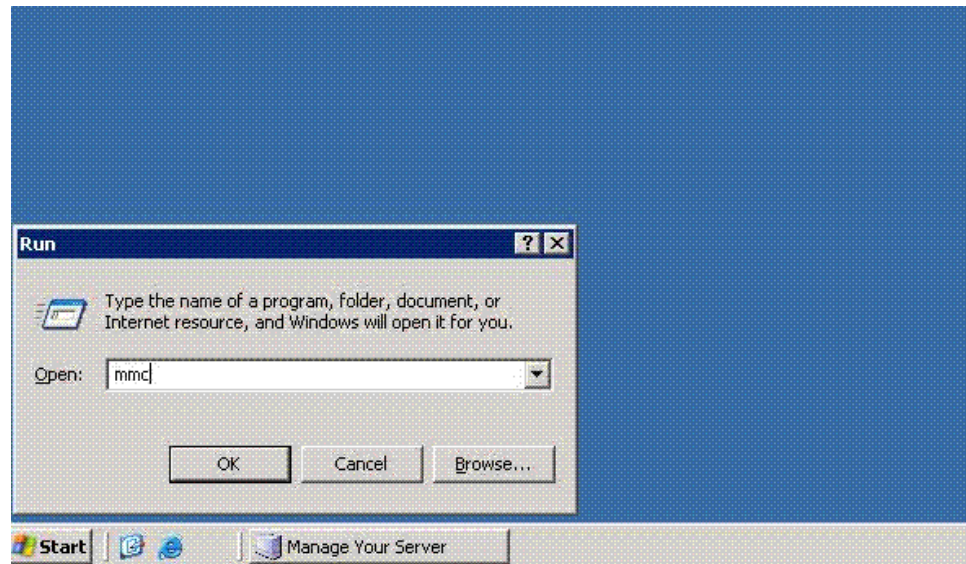 Run
Type the name of a program, folder, document, or
Internet resource, and Windows will open it for you.
Open: mmc
OK Cancel Browse...
Start Manage Your Server